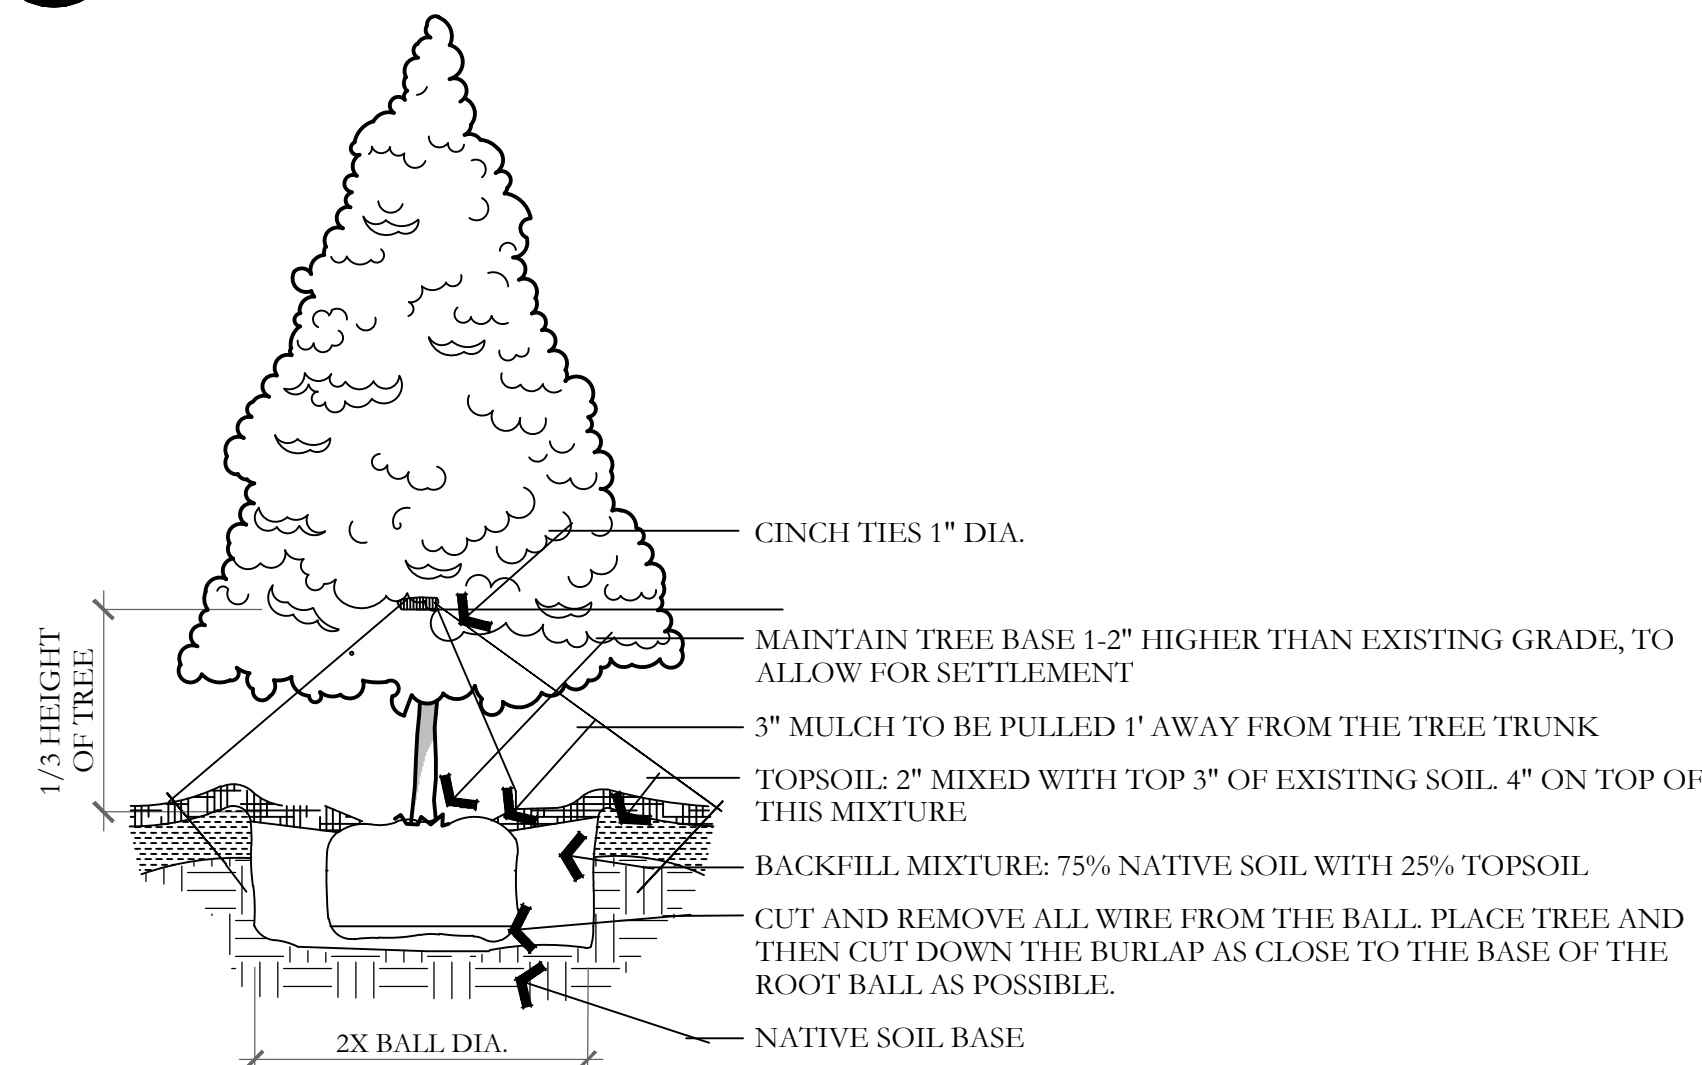 CINCH TIES 1" DIA.
MAINTAIN TREE BASE 1-2" HIGHER THAN EXISTING GRADE, TO
ALLOW FOR SETTLEMENT
3" MULCH TO BE PULLED 1' AWAY FROM THE TREE TRUNK
TOPSOIL: 2" MIXED WITH TOP 3" OF EXISTING SOIL. 4" ON TOP OF
THIS MIXTURE
BACKFILL MIXTURE: 75% NATIVE SOIL WITH 25% TOPSOIL
CUT AND REMOVE ALL WIRE FROM THE BALL. PLACE TREE AND
THEN CUT DOWN THE BURLAP AS CLOSE TO THE BASE OF THE
ROOT BALL AS POSSIBLE.
NATIVE SOIL BASE
1/3 HEIGHT
OF TREE
2X BALL DIA.